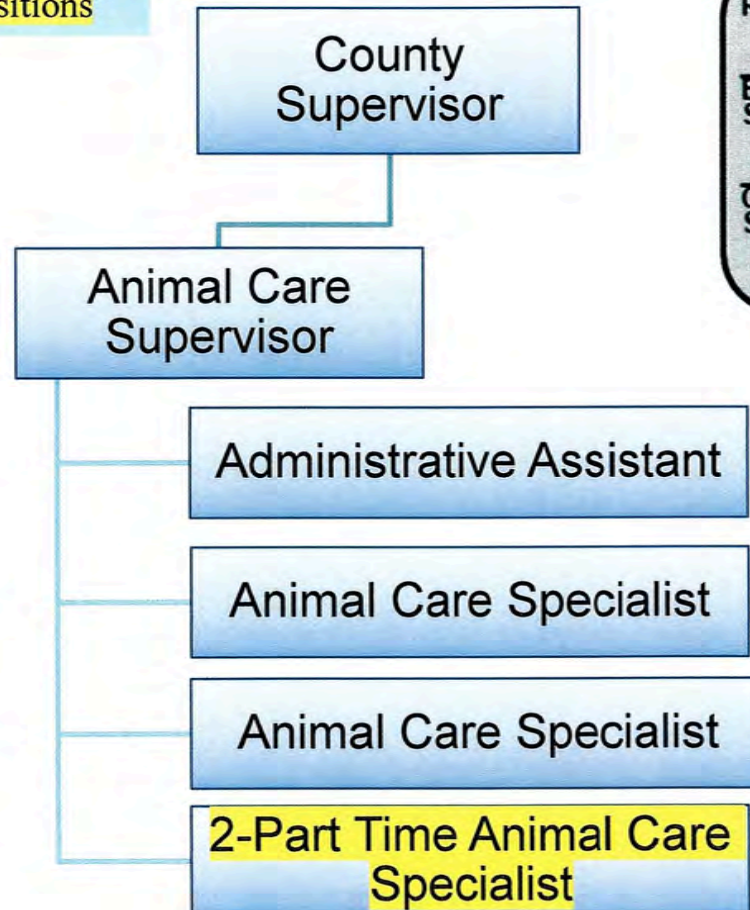 County
Supervisor
Animal Care
Supervisor
Administrative Assistant
Animal Care Specialist
Animal Care Specialist
2-Part Time Animal Care
Specialist